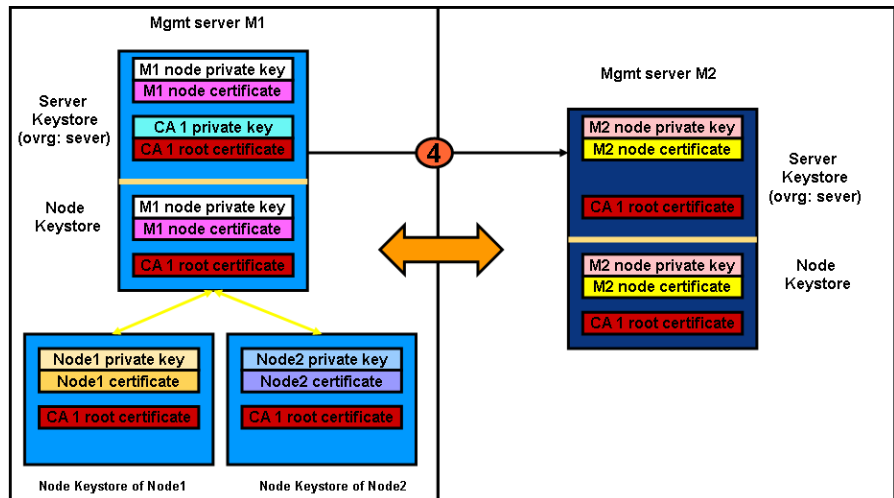 Mgmt server M1
M1 node private key
M1 node certificate
Server
Keystore
(ovrg: sever)
CA 1 private key
CA 1 root certificate
Node
Keystore
M1 node private key
M1 node certificate
CA 1 root certificate
Node1 private key
Node1 certificate
CA 1 root certificate
Node Keystore of Node1
Node2 private key
Node2 certificate
CA 1 root certificate
Node Keystore of Node2
4
Mgmt server M2
M2 node private key
M2 node certificate
CA 1 root certificate
Server
Keystore
(ovrg: sever)
M2 node private key
M2 node certificate
CA 1 root certificate
Node
Keystore